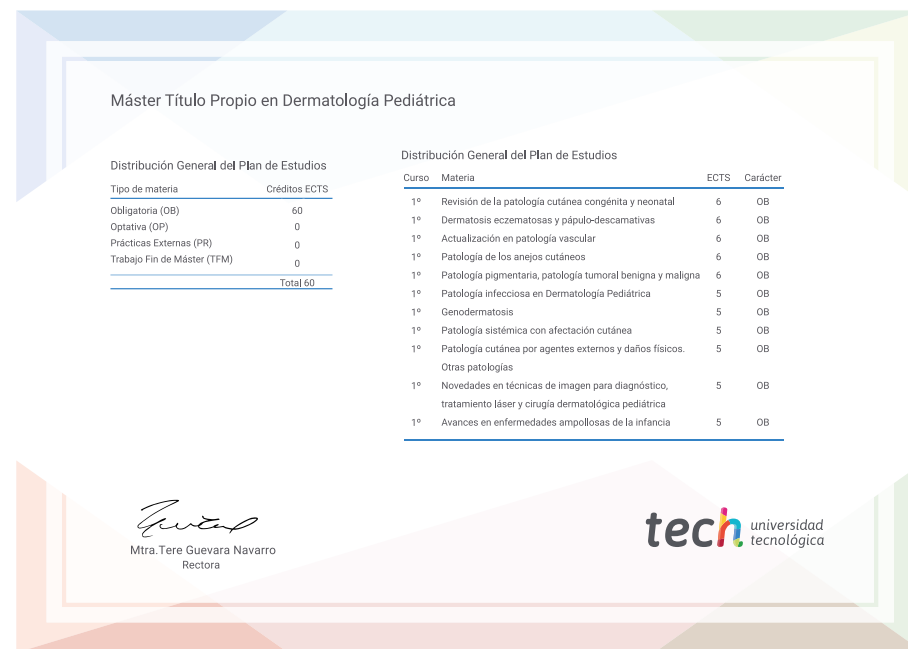 Máster Título Propio en Dermatología Pediátrica
Distribución General del Plan de Estudios
Tipo de materia Créditos ECTS
Obligatoria (OB) 60
Optativa (OP) 0
Prácticas Externas (PR) 0
Trabajo Fin de Máster (TFM) 0
Total 60
Distribución General del Plan de Estudios
Curso Materia ECTS Carácter
1º Revisión de la patología cutánea congénita y neonatal 6 OB
1º Dermatosis eczematosas y pápulo-descamativas 6 OB
1º Actualización en patología vascular 6 OB
1º Patología de los anejos cutáneos 6 OB
1º Patología pigmentaria, patología tumoral benigna y maligna 6 OB
1º Patología infecciosa en Dermatología Pediátrica 5 OB
1º Genodermatosis 5 OB
1º Patología sistémica con afectación cutánea 5 OB
1º Patología cutánea por agentes externos y daños físicos. 5 OB
Otras patologías
1º Novedades en técnicas de imagen para diagnóstico, 5 OB
tratamiento láser y cirugía dermatológica pediátrica
1º Avances en enfermedades ampollosas de la infancia 5 OB
Mtra.Tere Guevara Navarro
Rectora
tech universidad
tecnológica